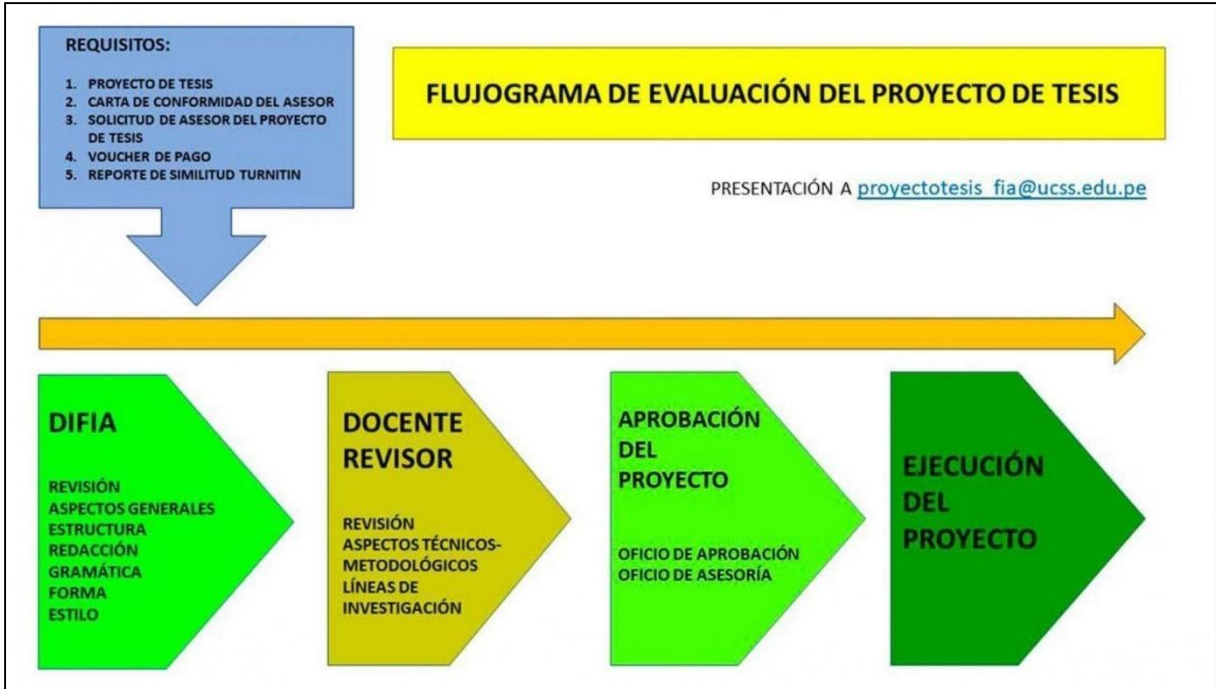 REQUISITOS:
1. PROYECTO DE TESIS
2. CARTA DE CONFORMIDAD DEL ASESOR
3. SOLICITUD DE ASESOR DEL PROYECTO
DE TESIS
4. VOUCHER DE PAGO
5. REPORTE DE SIMILITUD TURNITIN
FLUJOGRAMA DE EVALUACIÓN DEL PROYECTO DE TESIS
PRESENTACIÓN A proyectotesis_fia@ucss.edu.pe
DIFIA
REVISIÓN
ASPECTOS GENERALES
ESTRUCTURA
REDACCIÓN
GRAMÁTICA
FORMA
ESTILO
DOCENTE
REVISOR
REVISIÓN
ASPECTOS TÉCNICOS-
METODOLÓGICOS
LÍNEAS DE
INVESTIGACIÓN
APROBACIÓN
DEL
PROYECTO
OFICIO DE APROBACIÓN
OFICIO DE ASESORÍA
EJECUCIÓN
DEL
PROYECTO